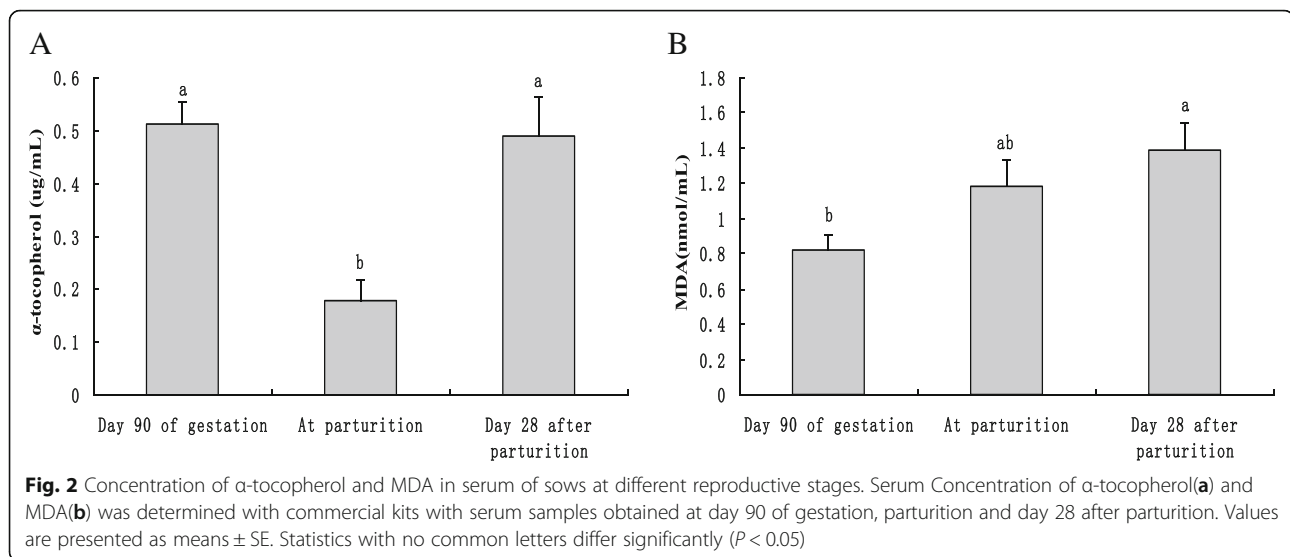 A
α-tocopherol (ug/mL)
0.6
0.5
0.4
0.3
0.2
0.1
0
a
b
a
Day 90 of gestation
At parturition
Day 28 after
parturition
B
MDA(nmol/mL)
1.8
1.6
1.4
1.2
1
0.8
0.6
0.4
0.2
0
b
ab
a
Day 90 of gestation
At parturition
Day 28 after
parturition
Fig. 2 Concentration of α-tocopherol and MDA in serum of sows at different reproductive stages. Serum Concentration of α-tocopherol(a) and
MDA(b) was determined with commercial kits with serum samples obtained at day 90 of gestation, parturition and day 28 after parturition. Values
are presented as means ± SE. Statistics with no common letters differ significantly (P < 0.05)